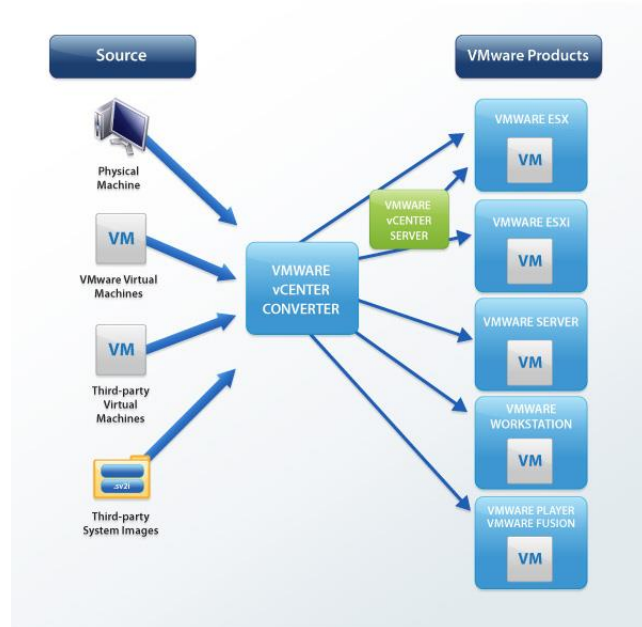 Source
VMware Products
Physical
Machine
VM
VMware Virtual
Machines
VM
Third-party
Virtual
Machines
.sv2i
Third-party
System Images
VMWARE
vCENTER
CONVERTER
VMWARE
vCENTER
SERVER
VMWARE ESX
VM
VMWARE ESXi
VM
VMWARE SERVER
VM
VMWARE
WORKSTATION
VM
VMWARE PLAYER
VMWARE FUSION
VM